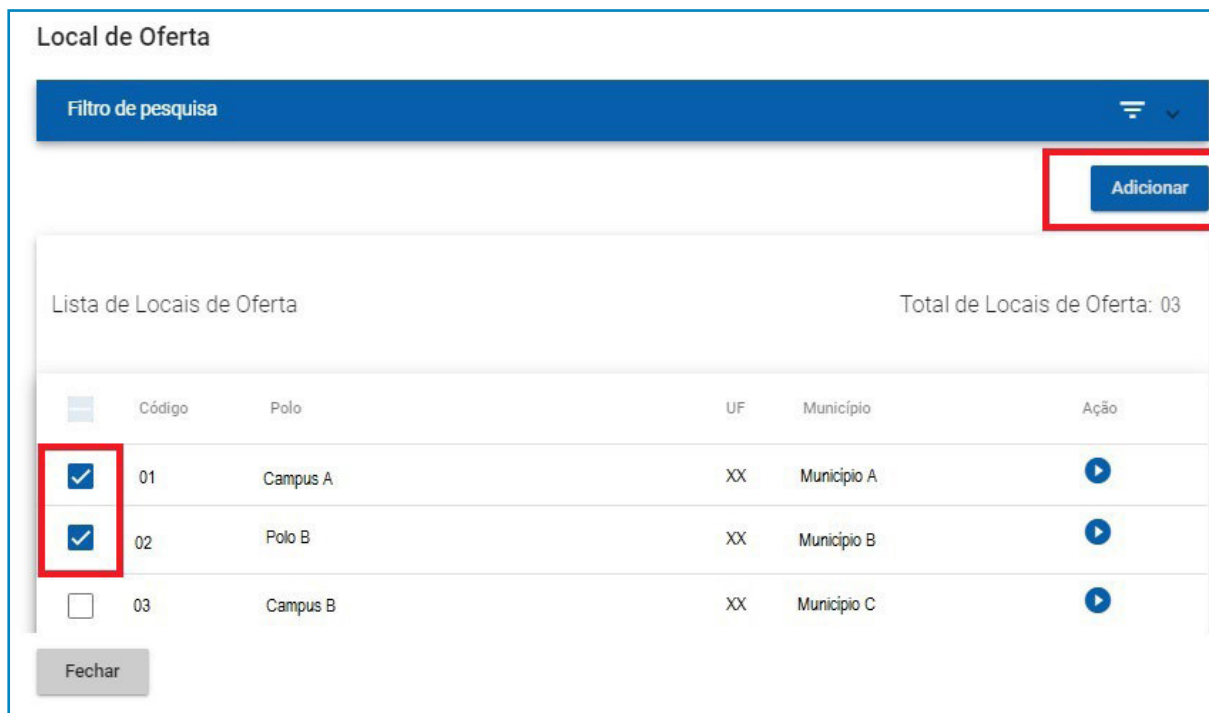 Local de Oferta
Filtro de pesquisa
Adicionar
Lista de Locais de Oferta Total de Locais de Oferta: 03
Código Polo UF Município Ação
01 Campus A XX Município A
02 Polo B XX Município B
03 Campus B XX Município C
Fechar